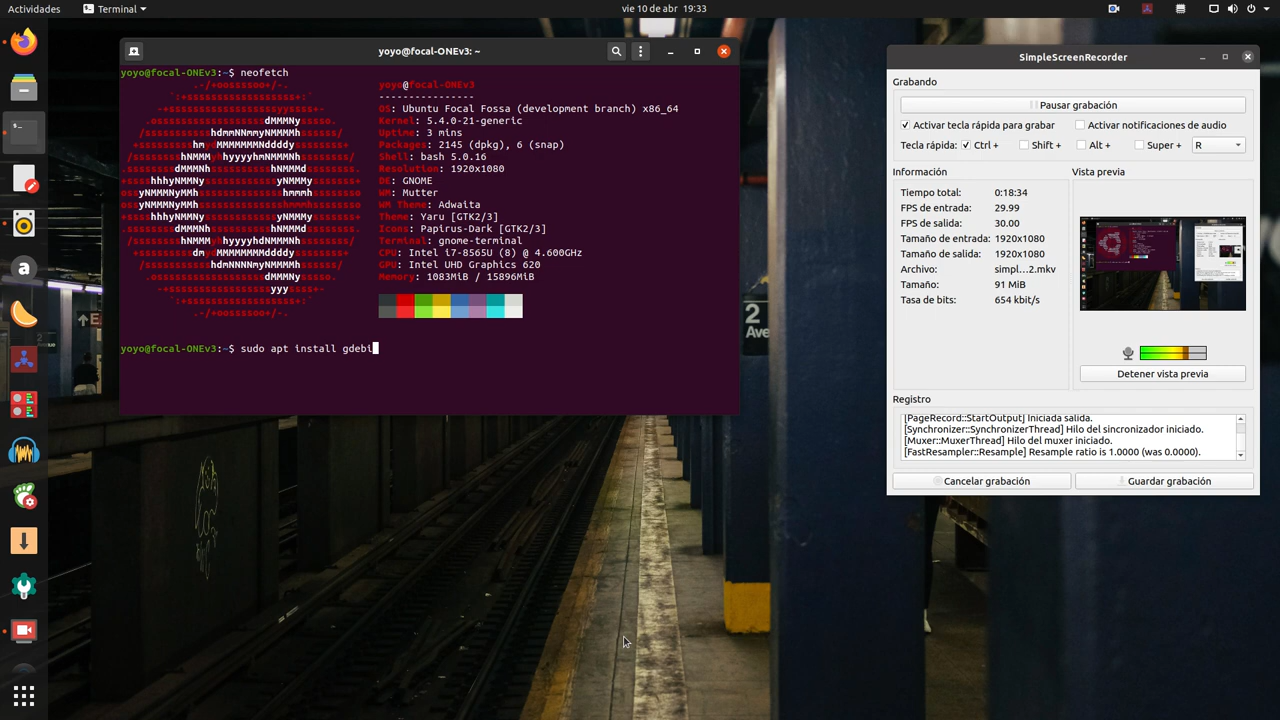 Actividades
Terminal
vie 10 de abr 19:33
yoyo@focal-ONEv3: ~
yoyo@focal-ONEv3:~$ neofetch
yoyo@focal-ONEv3
----------------
OS: Ubuntu Focal Fossa (development branch) x86_64
Kernel: 5.4.0-21-generic
Uptime: 3 mins
Packages: 2145 (dpkg), 6 (snap)
Shell: bash 5.0.16
Resolution: 1920x1080
DE: GNOME
WM: Mutter
WM Theme: Adwaita
Theme: Yaru [GTK2/3]
Icons: Papirus-Dark [GTK2/3]
Terminal: gnome-terminal
CPU: Intel i7-8565U (8) @ 4.600GHz
GPU: Intel UHD Graphics 620
Memory: 1083MiB / 15896MiB
yoyo@focal-ONEv3:~$ sudo apt install gdebi
SimpleScreenRecorder
Grabando
Pausar grabación
Activar tecla rápida para grabar
Activar notificaciones de audio
Tecla rápida: Ctrl + Shift + Alt + Super + R
Información
Tiempo total: 0:18:34
FPS de entrada: 29.99
FPS de salida: 30.00
Tamaño de entrada: 1920x1080
Tamaño de salida: 1920x1080
Archivo: simpl...2.mkv
Tamaño: 91 MiB
Tasa de bits: 654 kbit/s
Vista previa
Detener vista previa
Registro
[PageRecord::StartOutput] Iniciada salida.
[Synchronizer::SynchronizerThread] Hilo del sincronizador iniciado.
[Muxer::MuxerThread] Hilo del muxer iniciado.
[FastResampler::Resample] Resample ratio is 1.0000 (was 0.0000).
Cancelar grabación
Guardar grabación
2
Ave